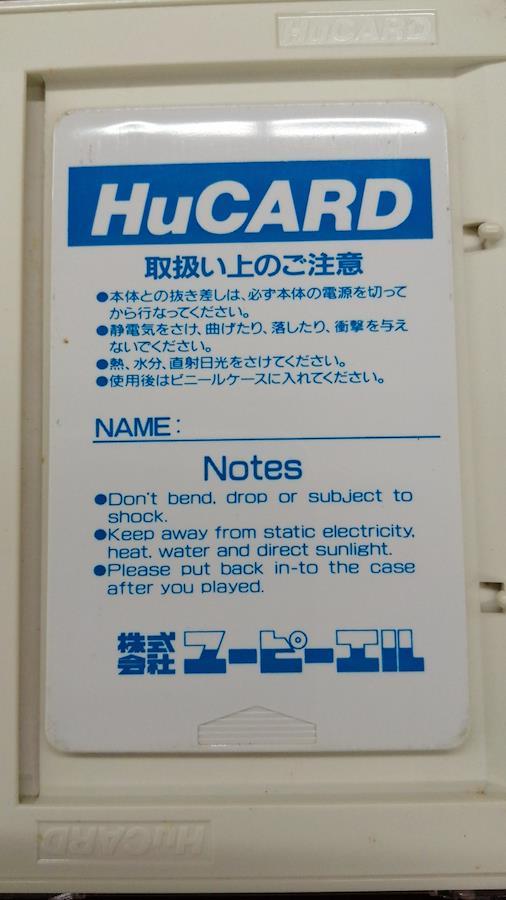 HuCARD
HuCARD
取扱い上のご注意
●本体との抜き差しは、必ず本体の電源を切って
から行なってください。
●静電気をさけ、曲げたり、落したり、衝撃を与え
ないでください。
●熱、水分、直射日光をさけてください。
●使用後はビニールケースに入れてください。
NAME:
Notes
●Don't bend, drop or subject to
shock.
●Keep away from static electricity,
heat, water and direct sunlight.
●Please put back in-to the case
after you played.
株式会社 ユーピーエル
HuCARD